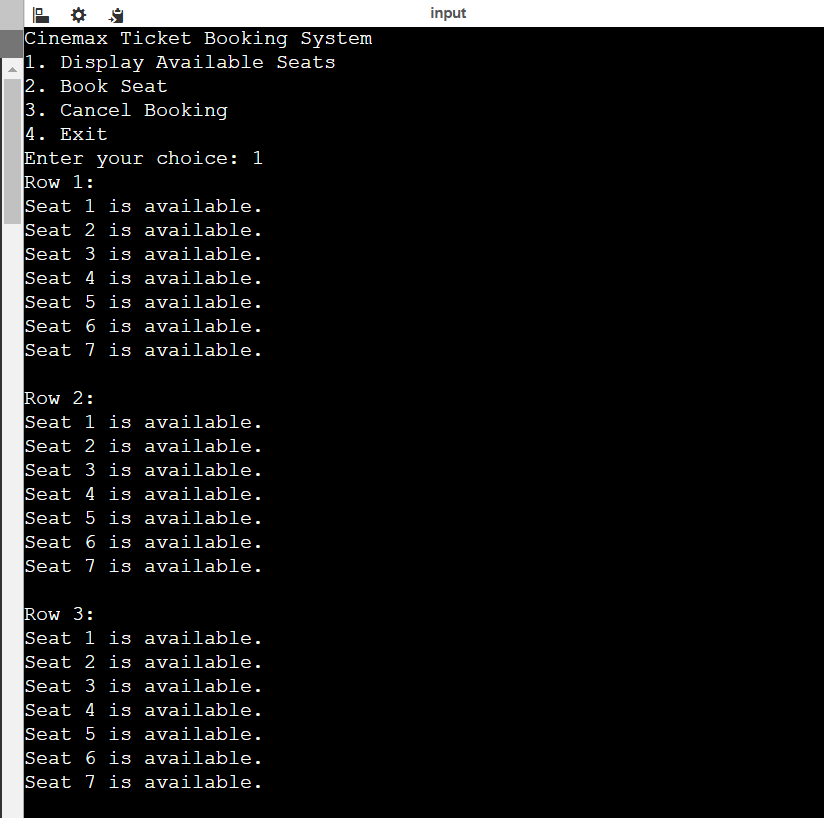 input
Cinemax Ticket Booking System
1. Display Available Seats
2. Book Seat
3. Cancel Booking
4. Exit
Enter your choice: 1
Row 1:
Seat 1 is available.
Seat 2 is available.
Seat 3 is available.
Seat 4 is available.
Seat 5 is available.
Seat 6 is available.
Seat 7 is available.
Row 2:
Seat 1 is available.
Seat 2 is available.
Seat 3 is available.
Seat 4 is available.
Seat 5 is available.
Seat 6 is available.
Seat 7 is available.
Row 3:
Seat 1 is available.
Seat 2 is available.
Seat 3 is available.
Seat 4 is available.
Seat 5 is available.
Seat 6 is available.
Seat 7 is available.